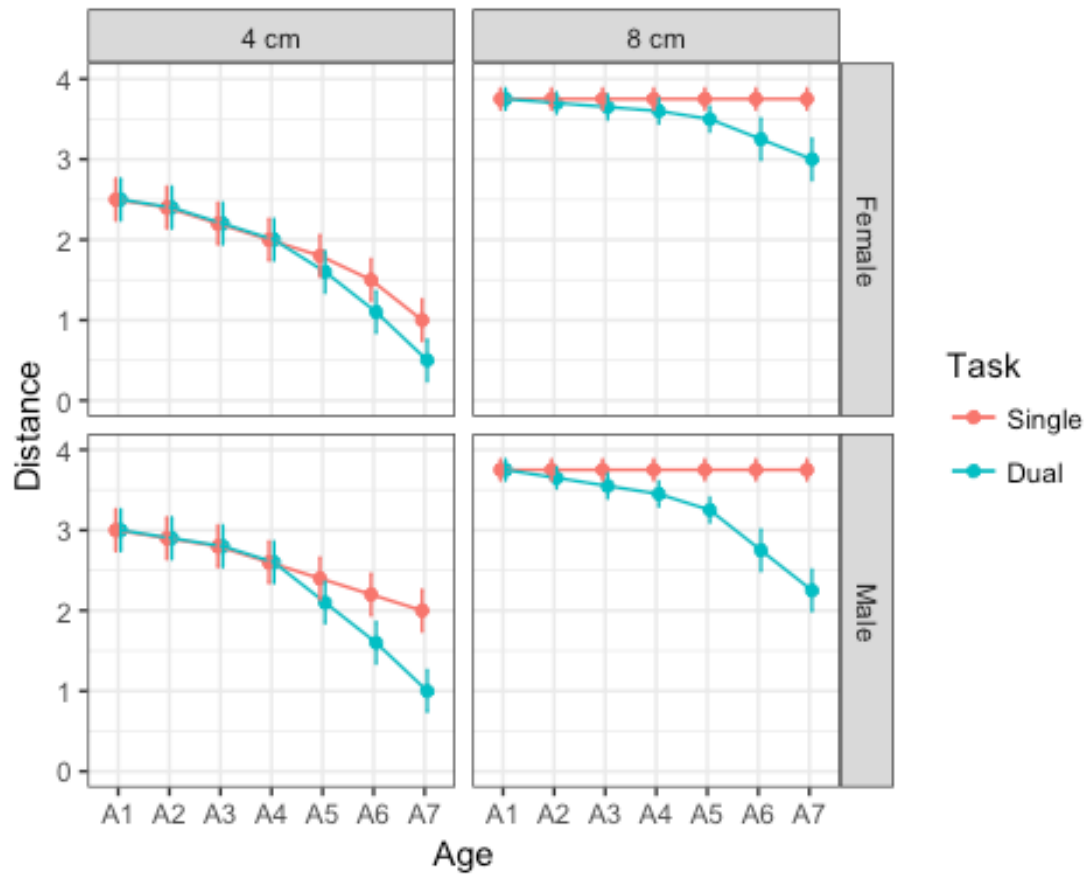 4 cm
8 cm
4
3
2
1
0
Female
4
3
2
1
0
Male
Distance
A1 A2 A3 A4 A5 A6 A7
A1 A2 A3 A4 A5 A6 A7
Age
Task
Single
Dual